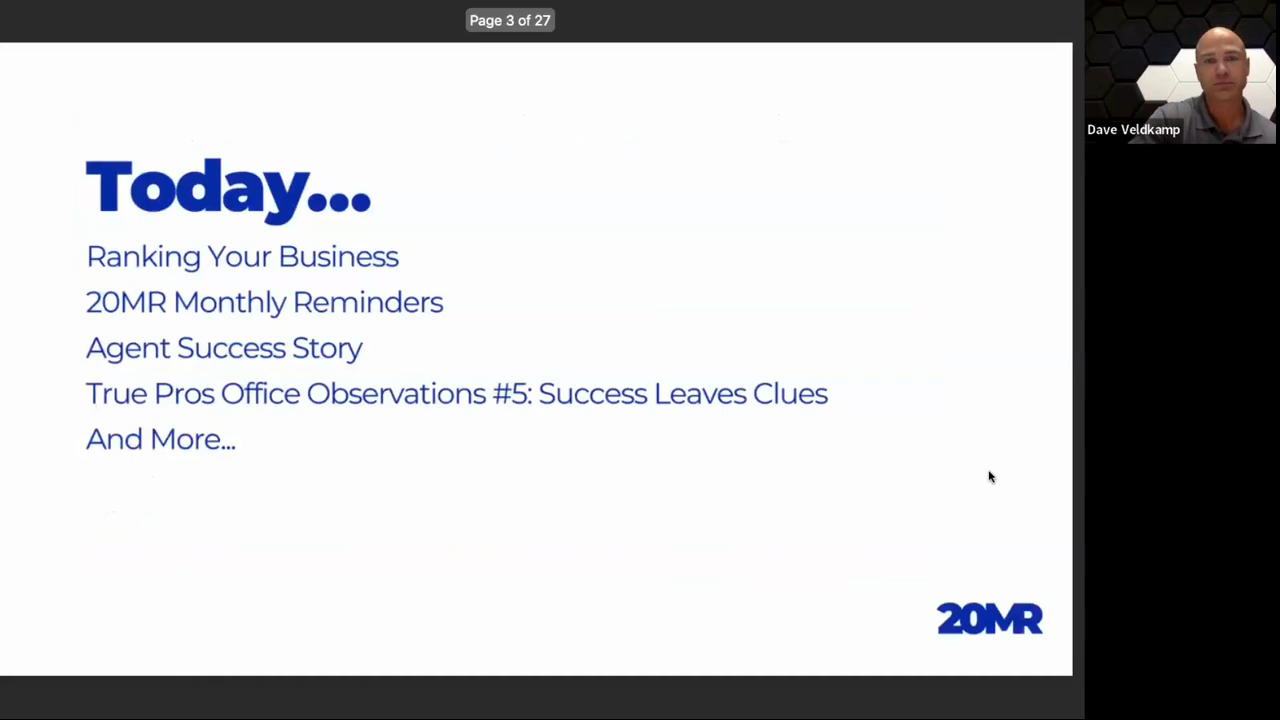 Page 3 of 27
Today...
Ranking Your Business
20MR Monthly Reminders
Agent Success Story
True Pros Office Observations #5: Success Leaves Clues
And More...
20MR
Dave Veldkamp